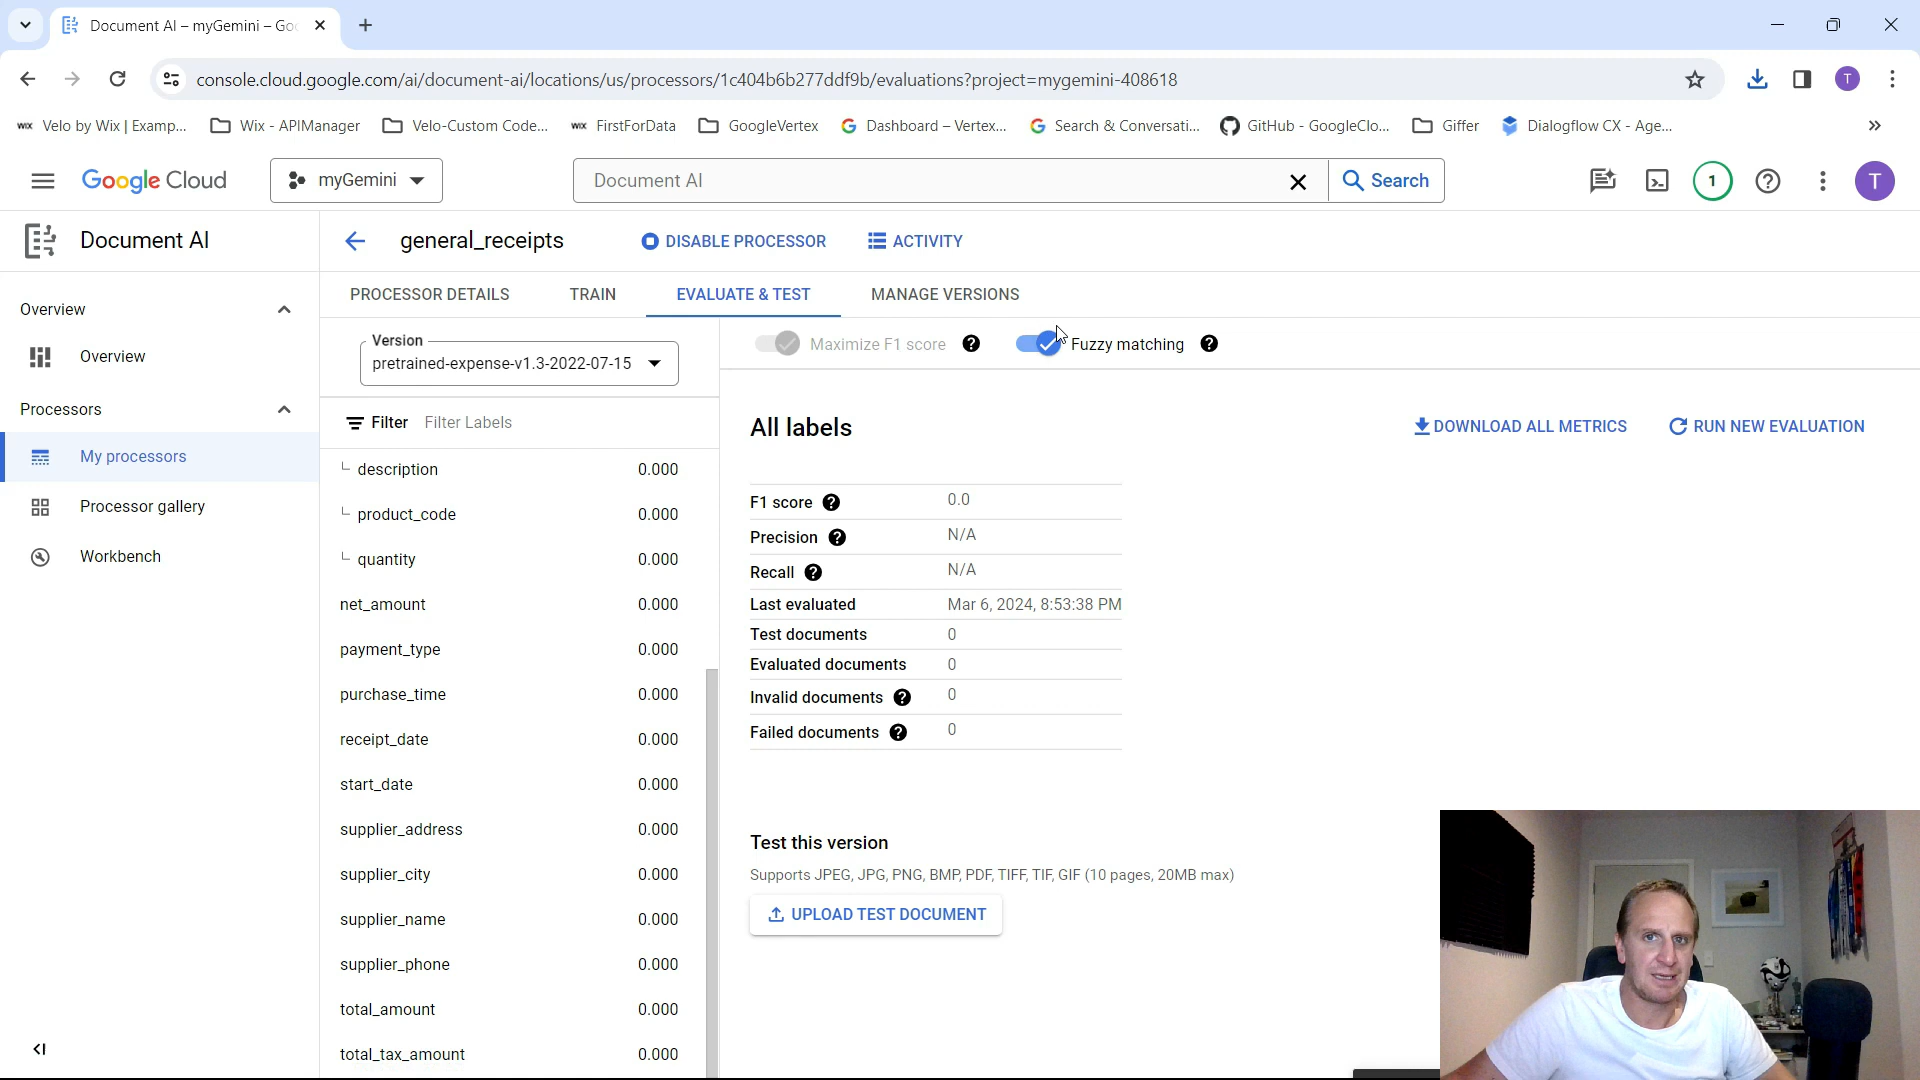 Document AI – myGemini – Goo
console.cloud.google.com/ai/document-ai/locations/us/processors/1c404b6b277ddf9b/evaluations?project=mygemini-408618
T
WIX Velo by Wix | Examp...
Wix - APIManager
Velo-Custom Code...
WIX FirstForData
GoogleVertex
Dashboard – Vertex...
Search & Conversati...
GitHub - GoogleClo...
Giffer
Dialogflow CX - Age...
»
Google Cloud
myGemini
Document AI
Search
1
T
Document AI
general_receipts
DISABLE PROCESSOR
ACTIVITY
Overview
Overview
Processors
My processors
Processor gallery
Workbench
PROCESSOR DETAILS
TRAIN
EVALUATE & TEST
MANAGE VERSIONS
Version
pretrained-expense-v1.3-2022-07-15
Maximize F1 score
Fuzzy matching
Filter Filter Labels
description 0.000
product_code 0.000
quantity 0.000
net_amount 0.000
payment_type 0.000
purchase_time 0.000
receipt_date 0.000
start_date 0.000
supplier_address 0.000
supplier_city 0.000
supplier_name 0.000
supplier_phone 0.000
total_amount 0.000
total_tax_amount 0.000
All labels
DOWNLOAD ALL METRICS
RUN NEW EVALUATION
F1 score 0.0
Precision N/A
Recall N/A
Last evaluated Mar 6, 2024, 8:53:38 PM
Test documents 0
Evaluated documents 0
Invalid documents 0
Failed documents 0
Test this version
Supports JPEG, JPG, PNG, BMP, PDF, TIFF, TIF, GIF (10 pages, 20MB max)
UPLOAD TEST DOCUMENT